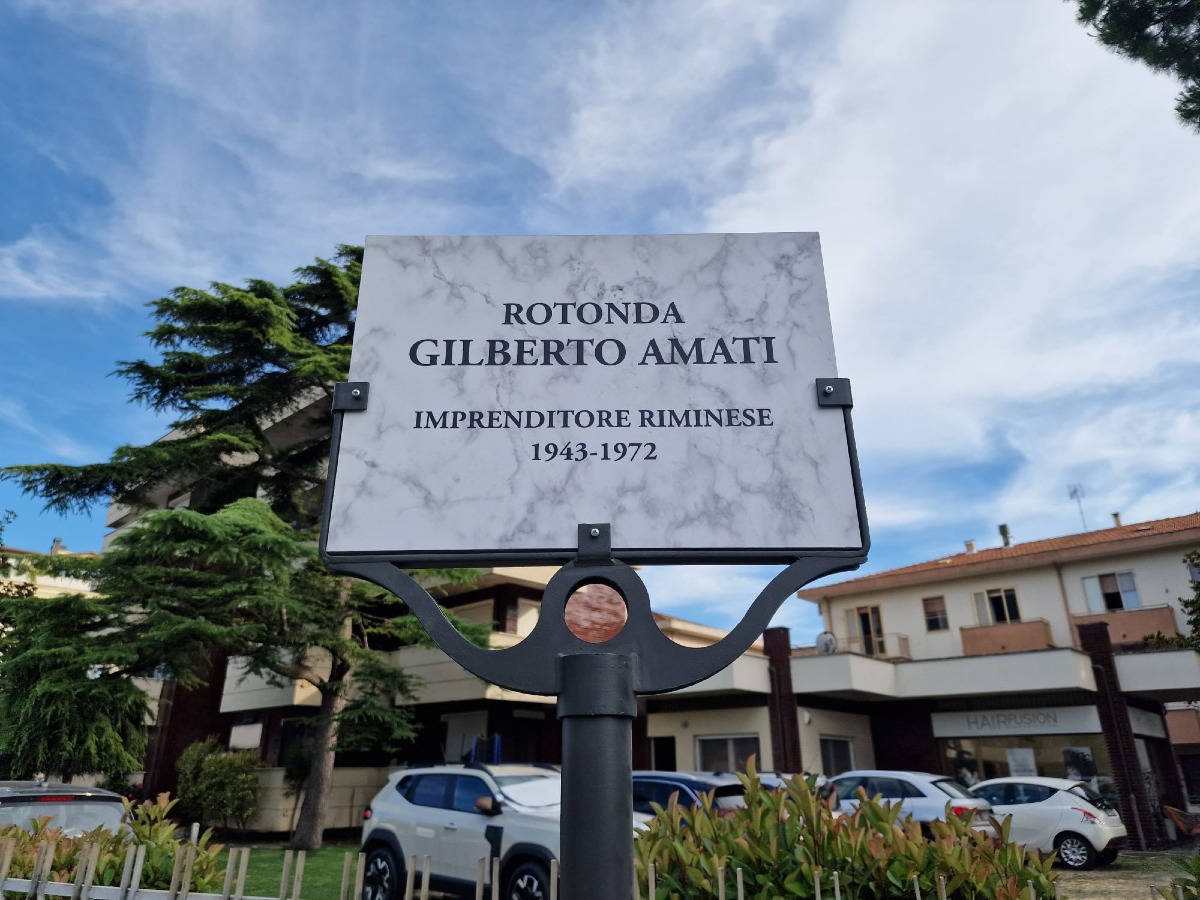 ROTONDA
GILBERTO AMATI
IMPRENDITORE RIMINESE
1943-1972
HAIRFUSION